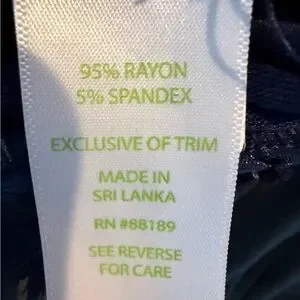 95% RAYON
5% SPANDEX
EXCLUSIVE OF TRIM
MADE IN
SRI LANKA
RN #88189
SEE REVERSE
FOR CARE